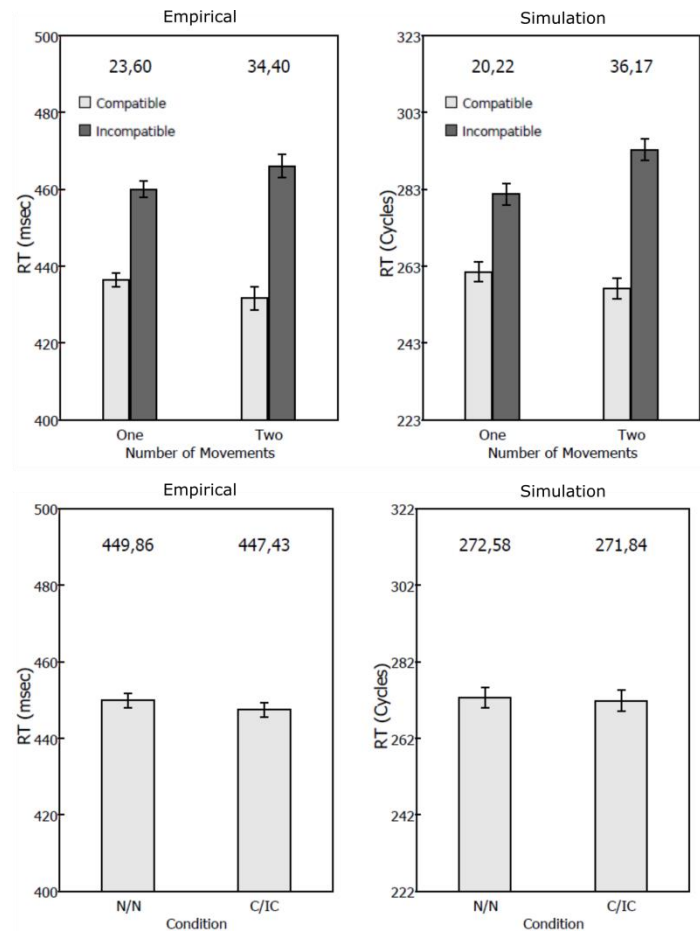 Empirical
500
480
460
440
420
400
RT (msec)
23,60 34,40
Compatible
Incompatible
One Two
Number of Movements
Simulation
323
303
283
263
243
223
RT (Cycles)
20,22 36,17
Compatible
Incompatible
One Two
Number of Movements
Empirical
500
480
460
440
420
400
RT (msec)
449,86 447,43
N/N C/IC
Condition
Simulation
322
302
282
262
242
222
RT (Cycles)
272,58 271,84
N/N C/IC
Condition